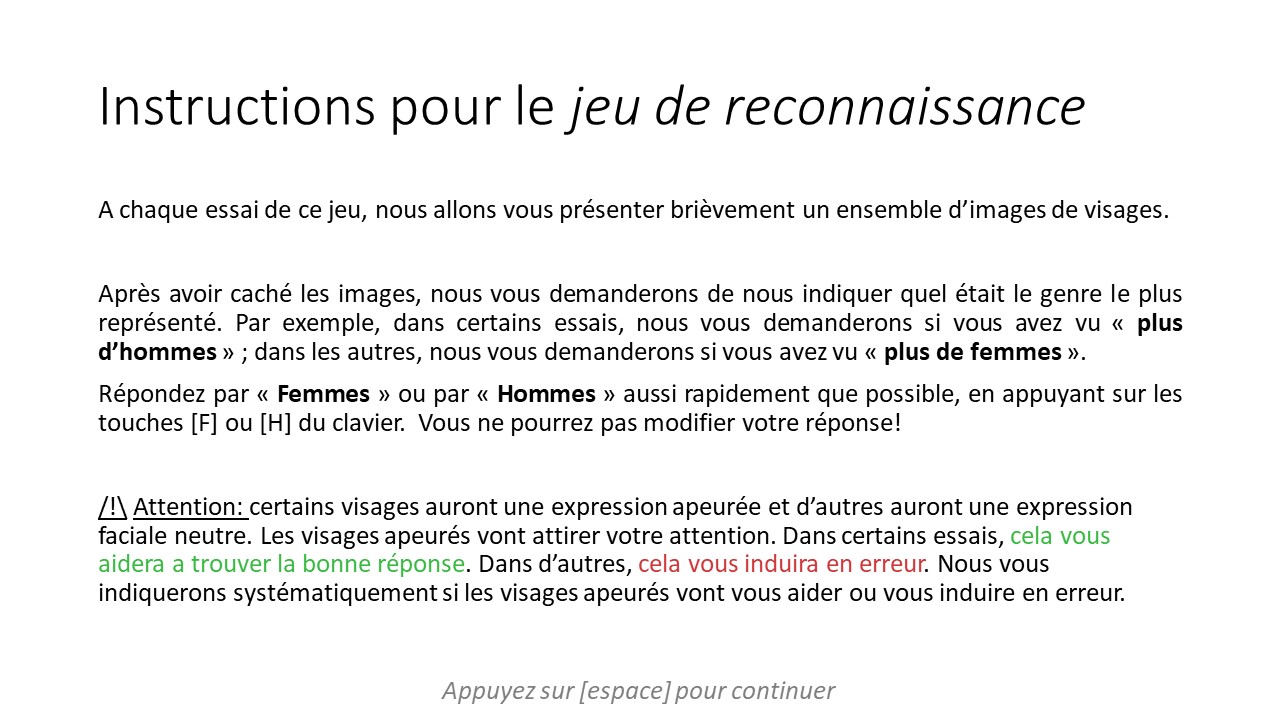 Instructions pour le jeu de reconnaissance
A chaque essai de ce jeu, nous allons vous présenter brièvement un ensemble d’images de visages.
Après avoir caché les images, nous vous demanderons de nous indiquer quel était le genre le plus
représenté. Par exemple, dans certains essais, nous vous demanderons si vous avez vu « plus
d’hommes » ; dans les autres, nous vous demanderons si vous avez vu « plus de femmes ».
Répondez par « Femmes » ou par « Hommes » aussi rapidement que possible, en appuyant sur les
touches [F] ou [H] du clavier.  Vous ne pourrez pas modifier votre réponse!
/!\ Attention: certains visages auront une expression apeurée et d’autres auront une expression
faciale neutre. Les visages apeurés vont attirer votre attention. Dans certains essais, cela vous
aidera a trouver la bonne réponse. Dans d’autres, cela vous induira en erreur. Nous vous
indiquerons systématiquement si les visages apeurés vont vous aider ou vous induire en erreur.
Appuyez sur [espace] pour continuer